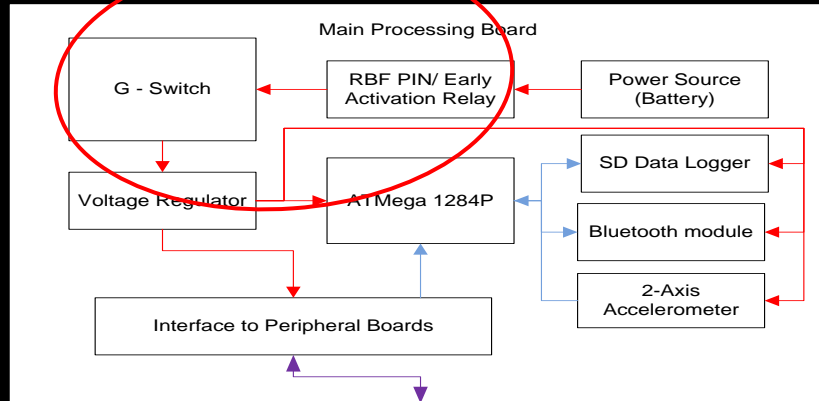 Main Processing Board
G - Switch
RBF PIN/ Early
Activation Relay
Power Source
(Battery)
SD Data Logger
Voltage Regulator
ATMega 1284P
Bluetooth module
2-Axis
Accelerometer
Interface to Peripheral Boards